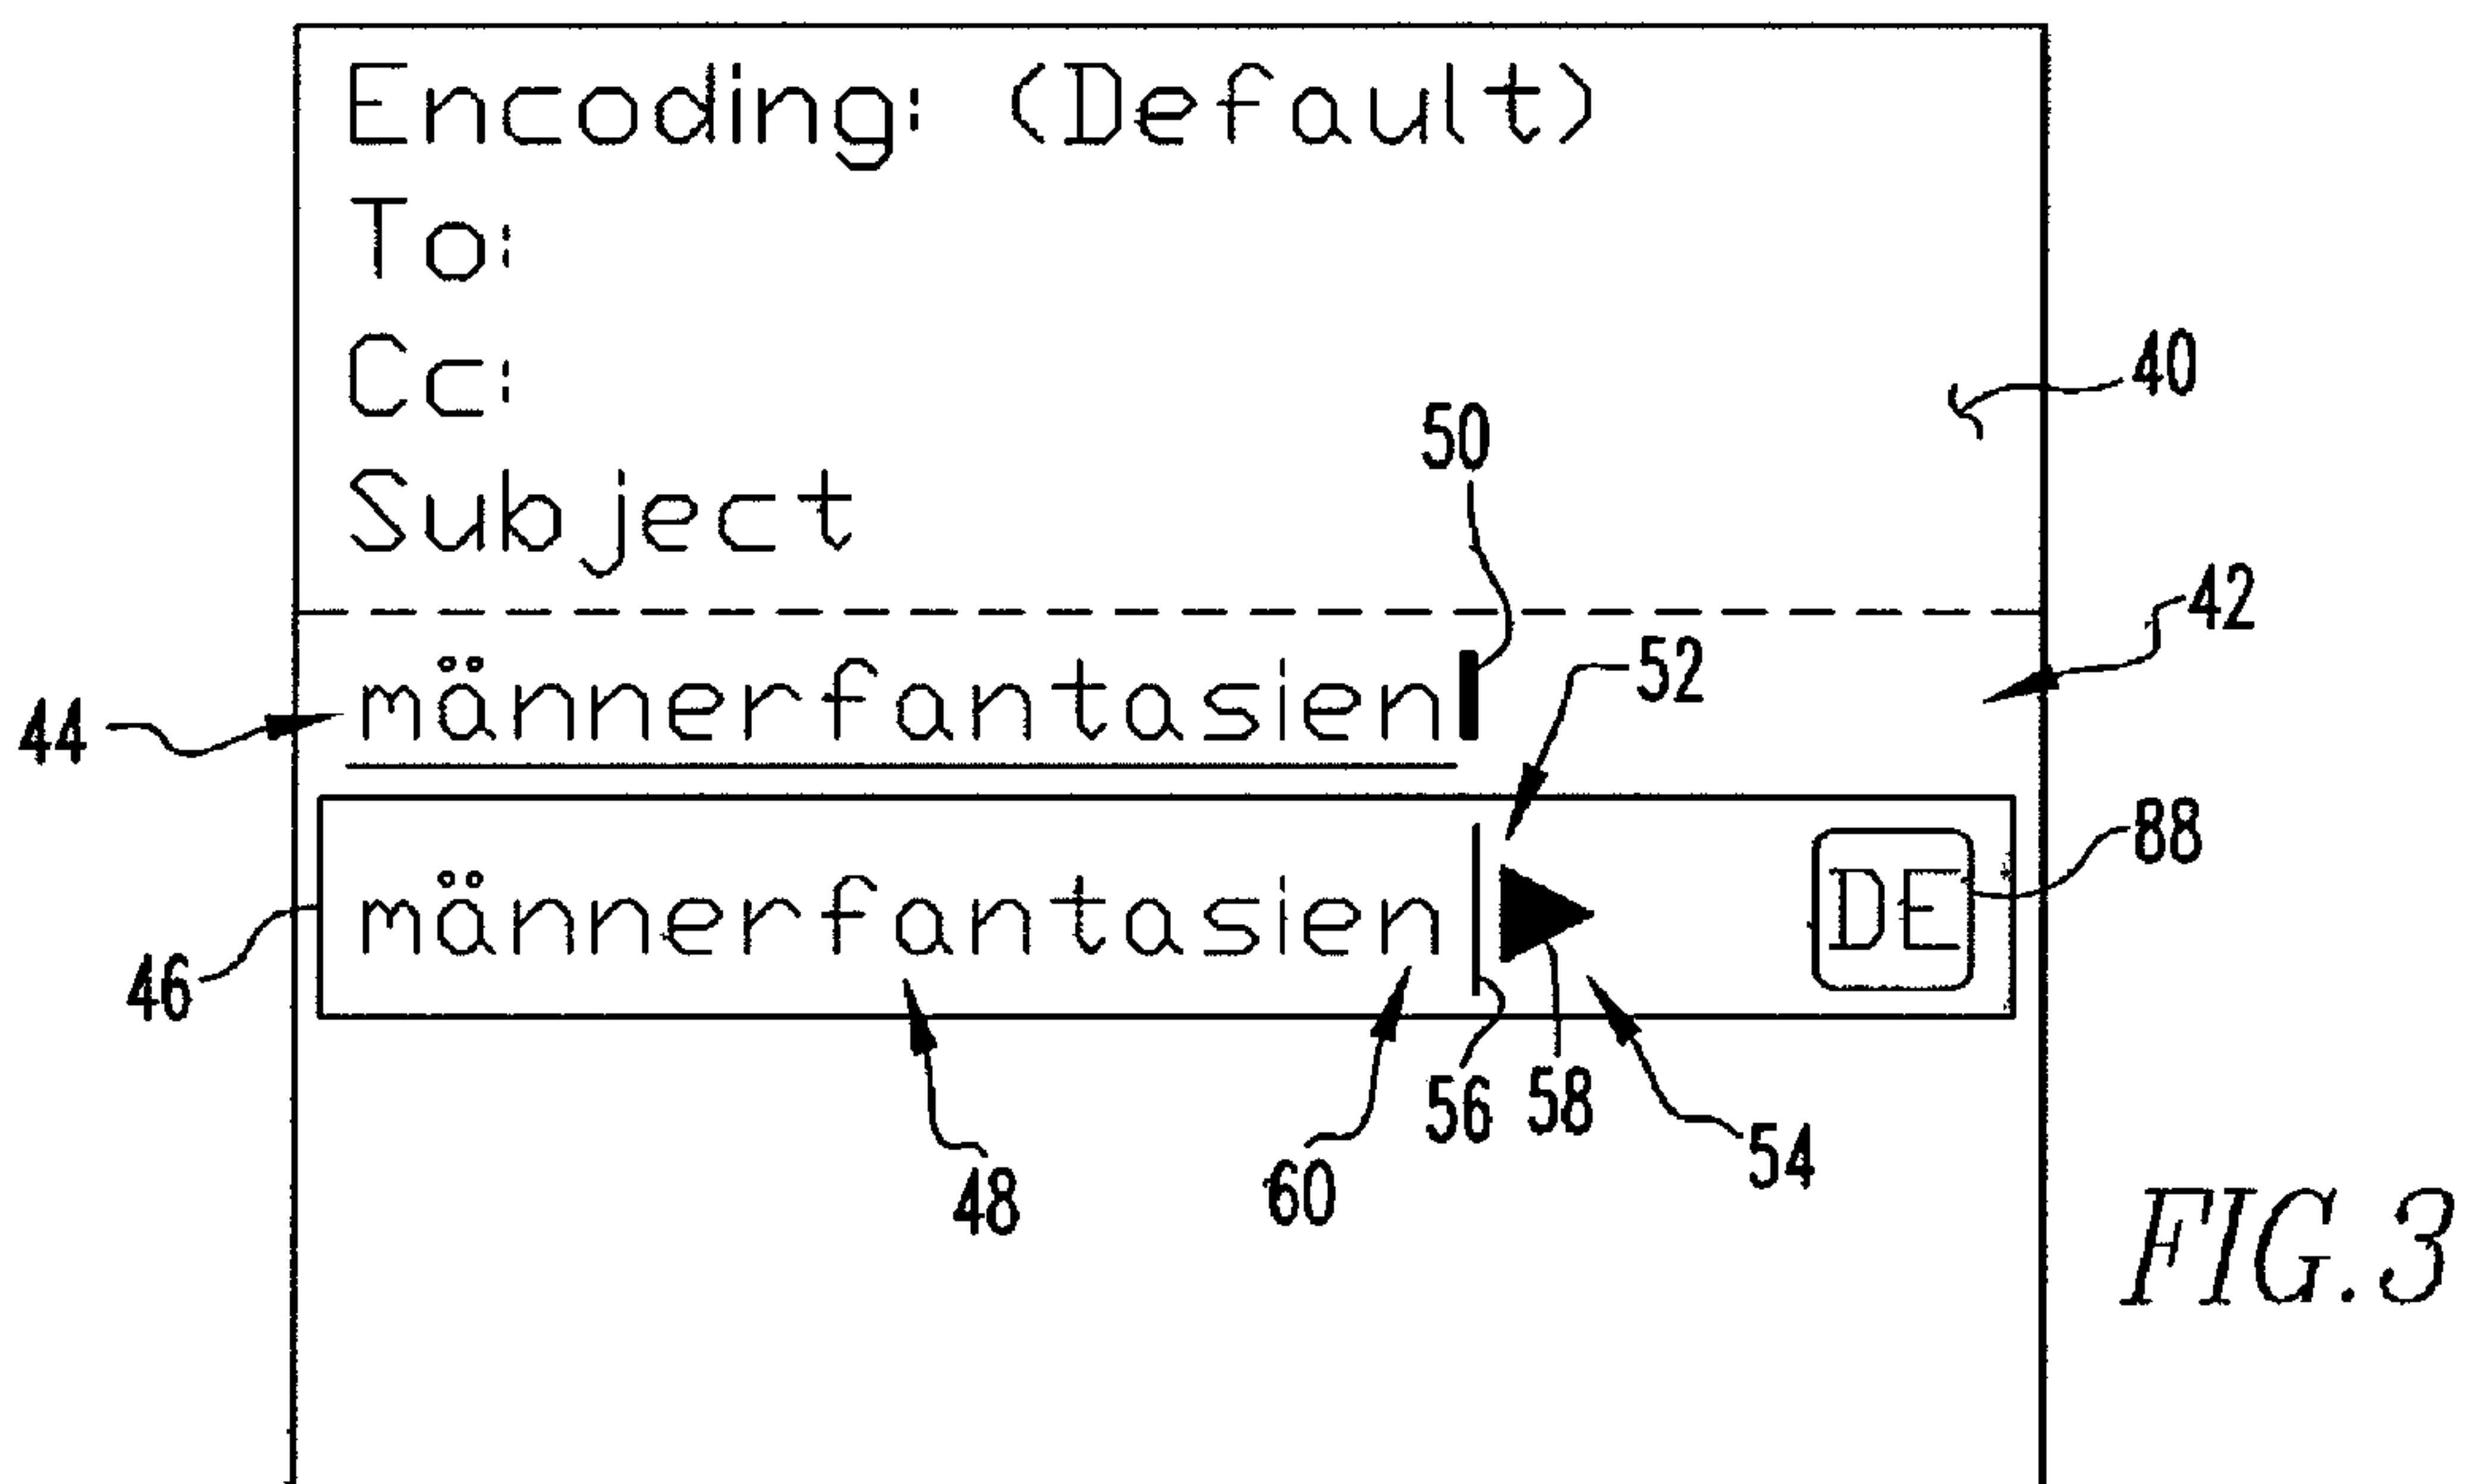 Encoding: (Default)
To:
Cc:
40
50
Subject
42
männerfantasien
52
44
88
männerfantasien DE
46
56 58
54
48 60
FIG.3